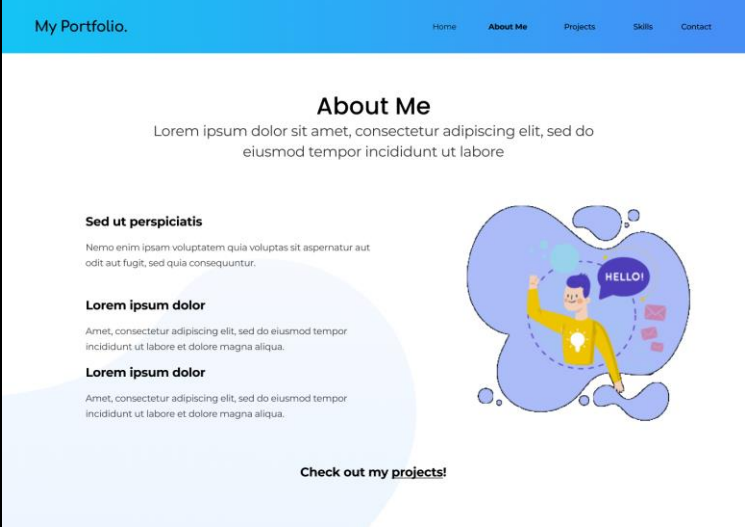 My Portfolio.
Home About Me Projects Skills Contact
About Me
Lorem ipsum dolor sit amet, consectetur adipiscing elit, sed do
eiusmod tempor incididunt ut labore
Sed ut perspiciatis
Nemo enim ipsam voluptatem quia voluptas sit aspernatur aut
odit aut fugit, sed quia consequuntur.
HELLO!
Lorem ipsum dolor
Amet, consectetur adipiscing elit, sed do eiusmod tempor
incididunt ut labore et dolore magna aliqua.
Lorem ipsum dolor
Amet, consectetur adipiscing elit, sed do eiusmod tempor
incididunt ut labore et dolore magna aliqua.
Check out my projects!